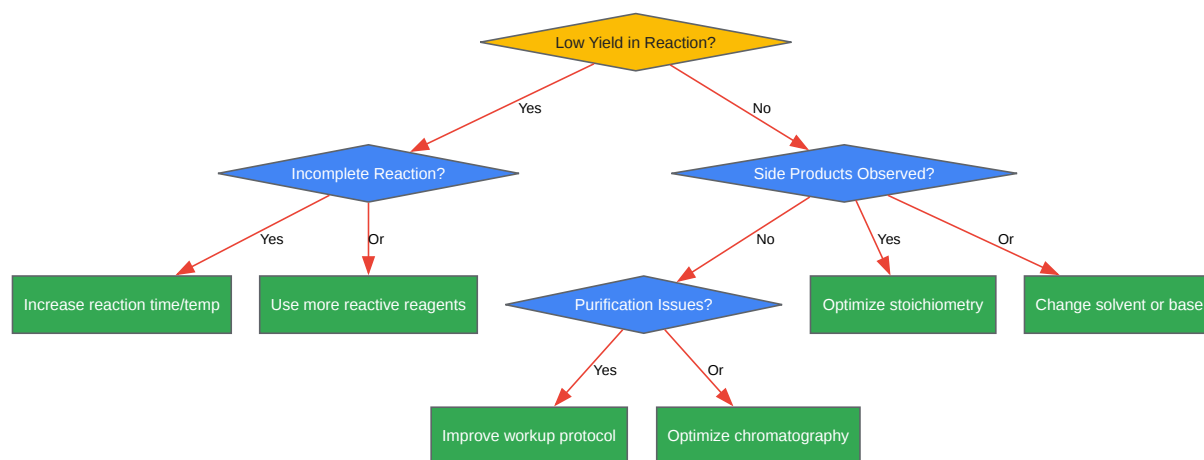 Low Yield in Reaction?
Yes
No
Incomplete Reaction?
Side Products Observed?
Yes
Or
No
Yes
Or
Increase reaction time/temp
Use more reactive reagents
Purification Issues?
Optimize stoichiometry
Change solvent or base
Yes
Or
Improve workup protocol
Optimize chromatography